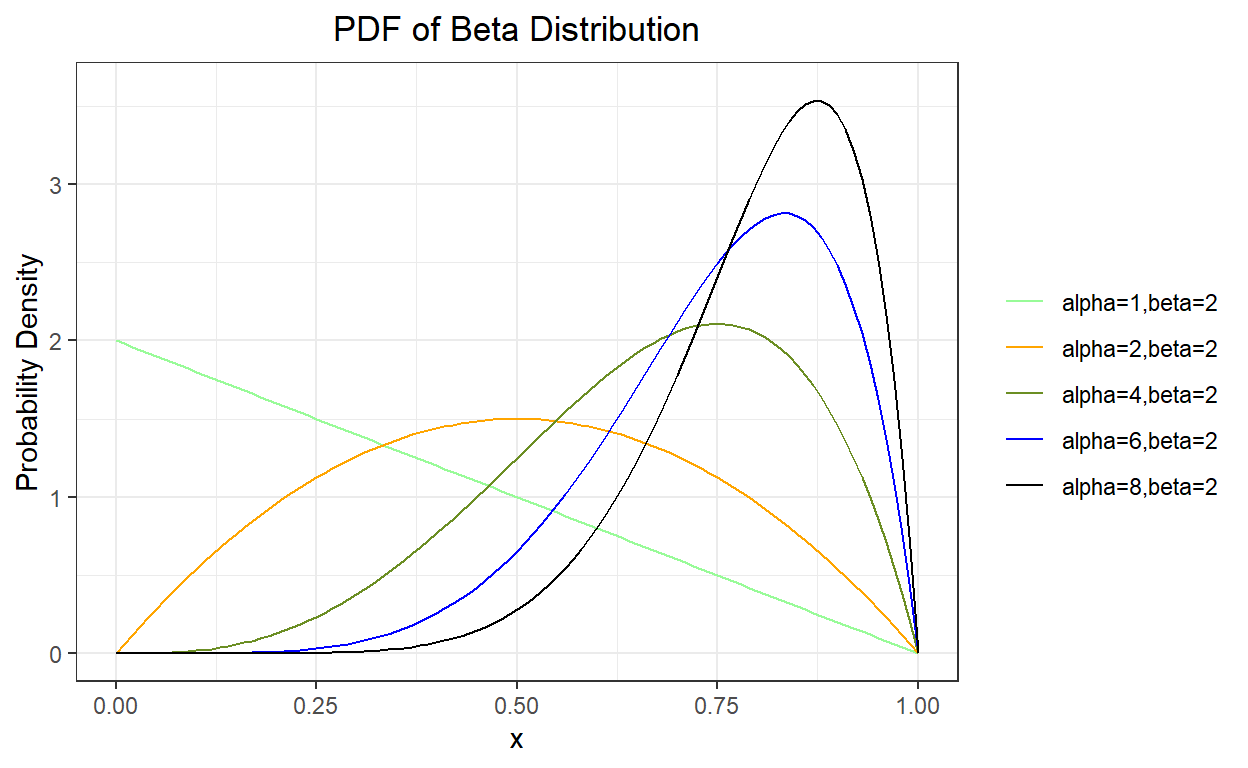 PDF of Beta Distribution
Probability Density
3
2
1
0
0.00 0.25 0.50 0.75 1.00
x
alpha=1,beta=2
alpha=2,beta=2
alpha=4,beta=2
alpha=6,beta=2
alpha=8,beta=2